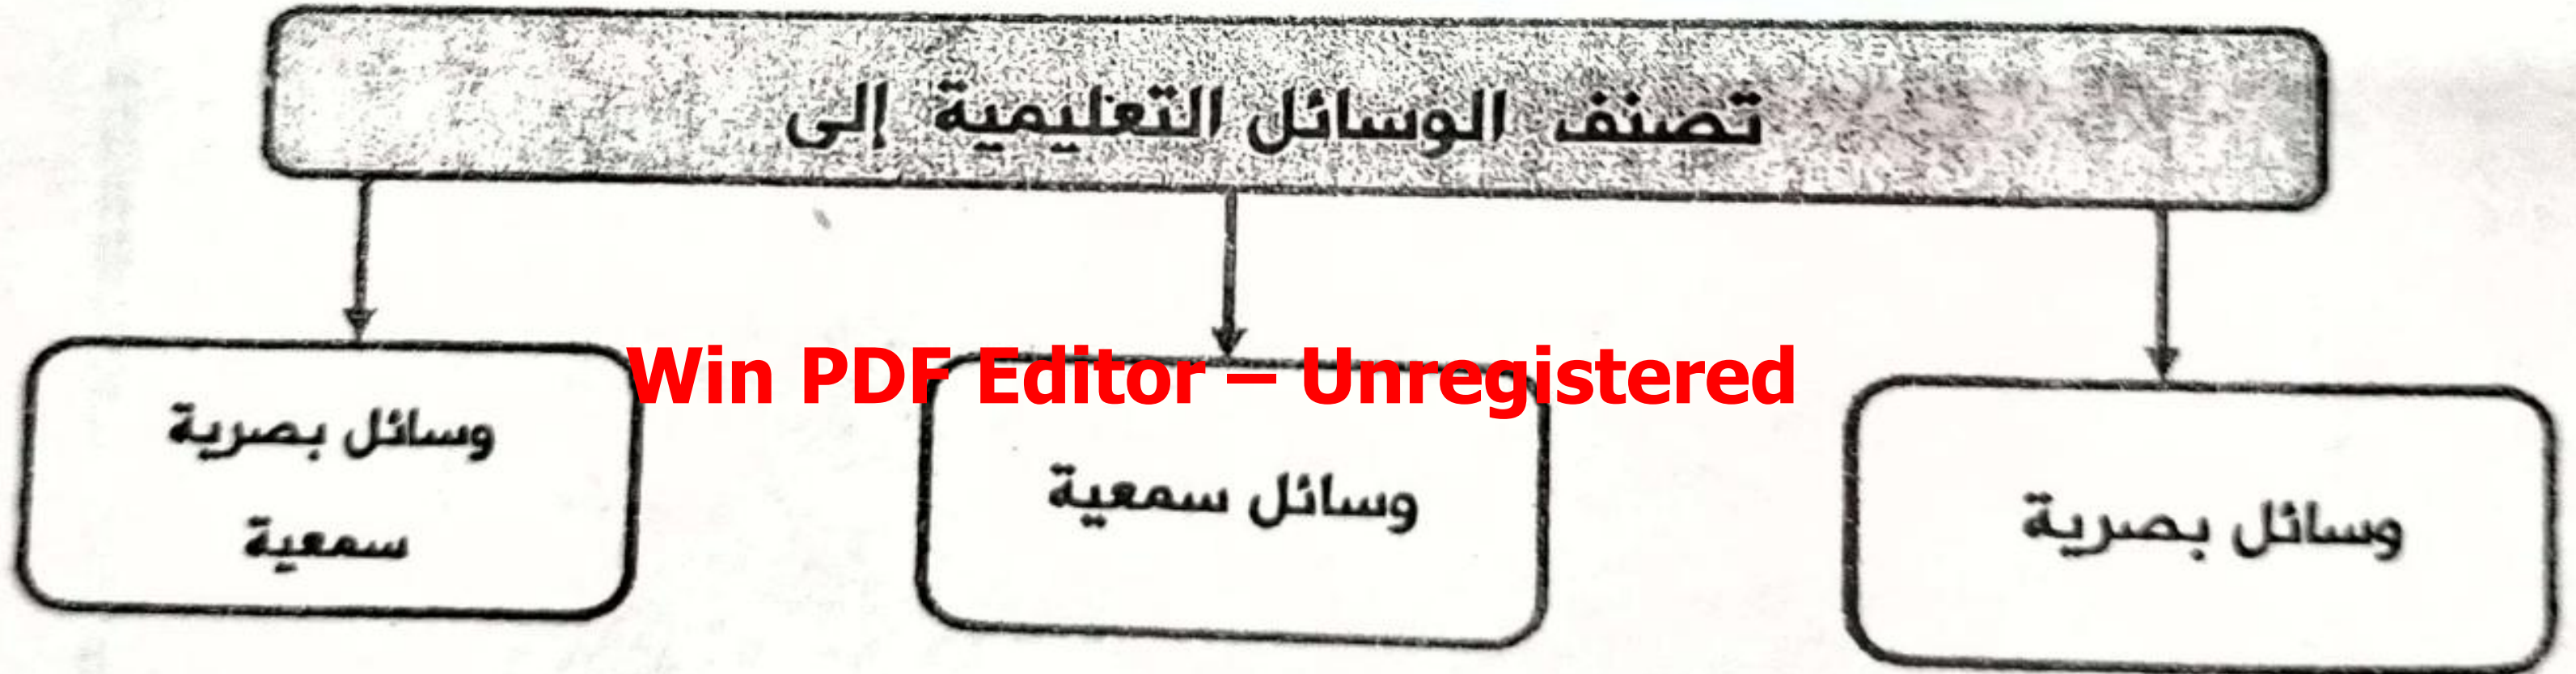 تصنف الوسائل التعليمية إلى
Win PDF Editor – Unregistered
وسائل بصرية
وسائل سمعية
وسائل بصرية
سمعية